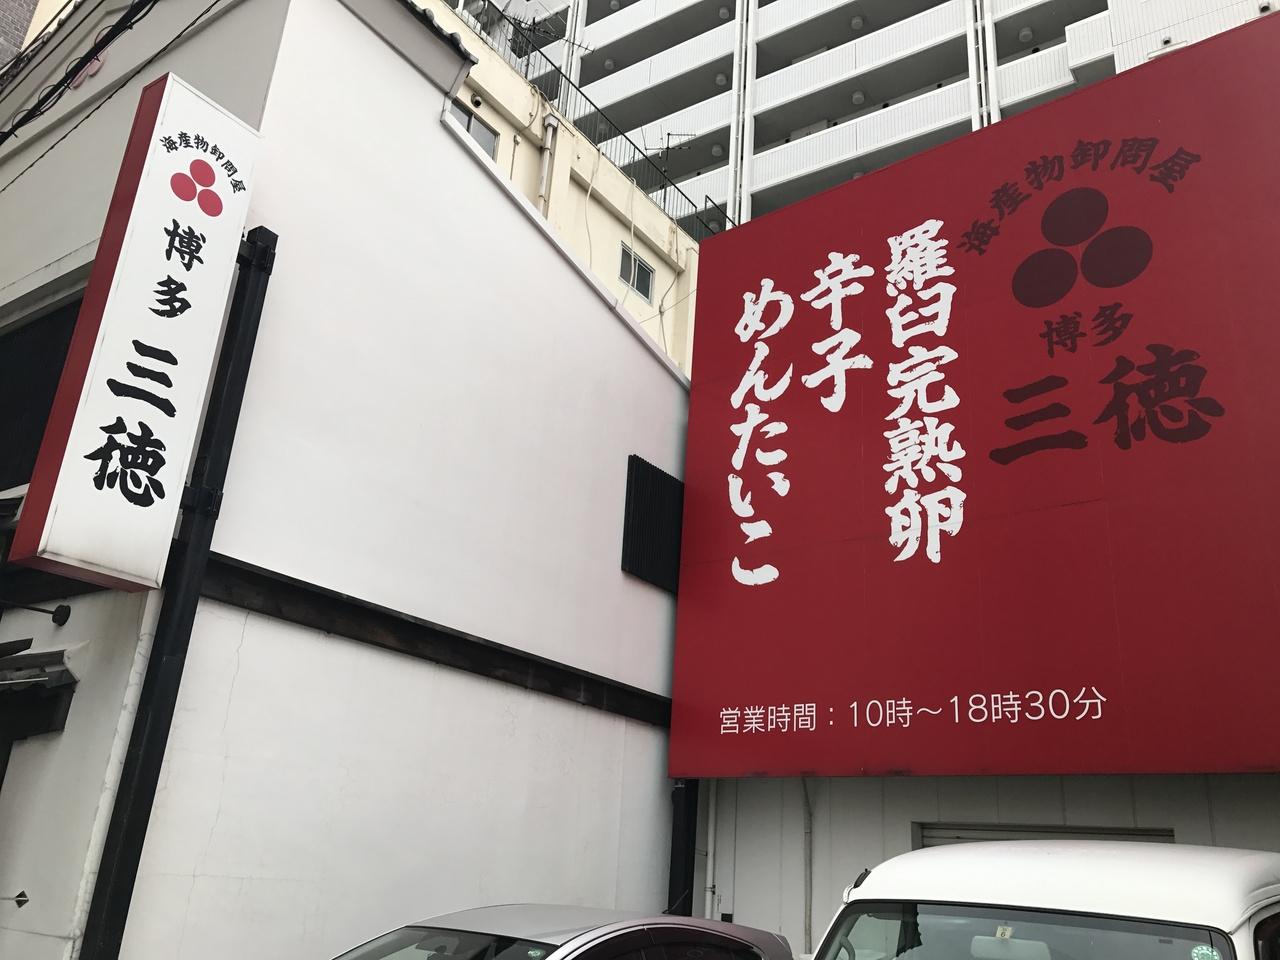 海産物卸問屋
博多
三徳
海産物卸問屋
博多
三徳
羅臼完熟卵
辛子
めんたいこ
営業時間：10時～18時30分